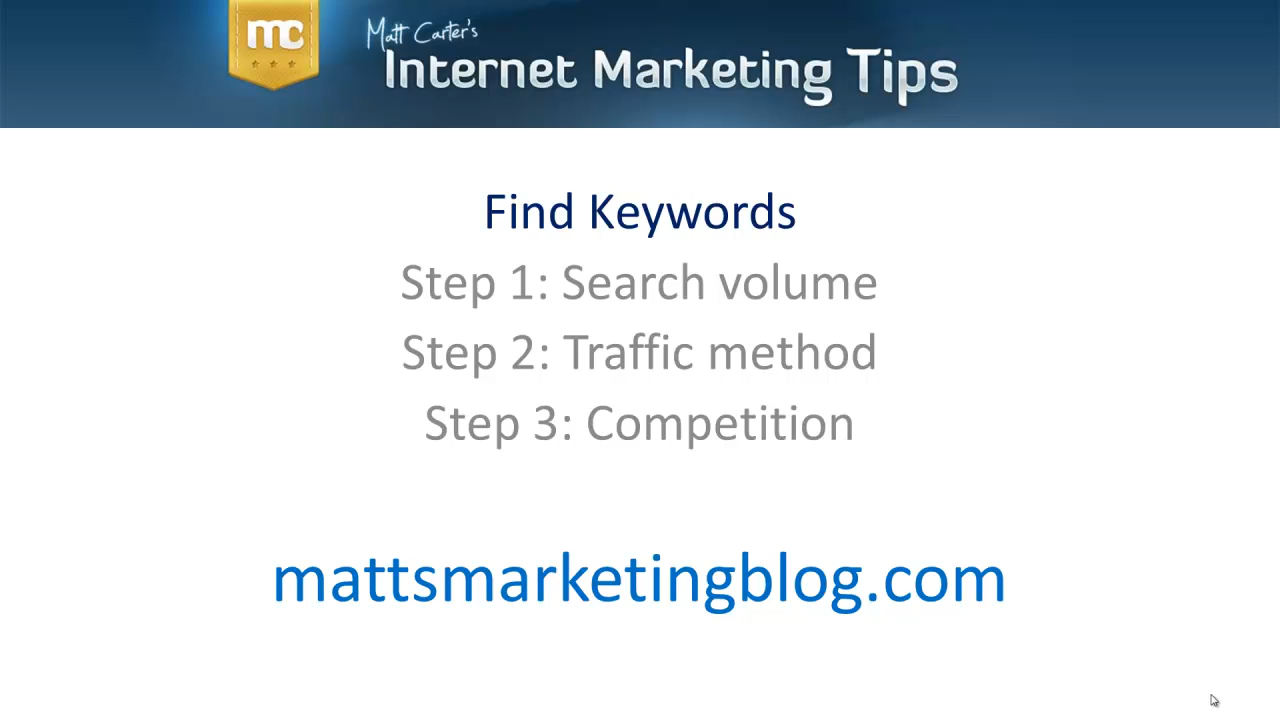 mc
Matt Carter's
Internet Marketing Tips
Find Keywords
Step 1: Search volume
Step 2: Traffic method
Step 3: Competition
mattsmarketingblog.com